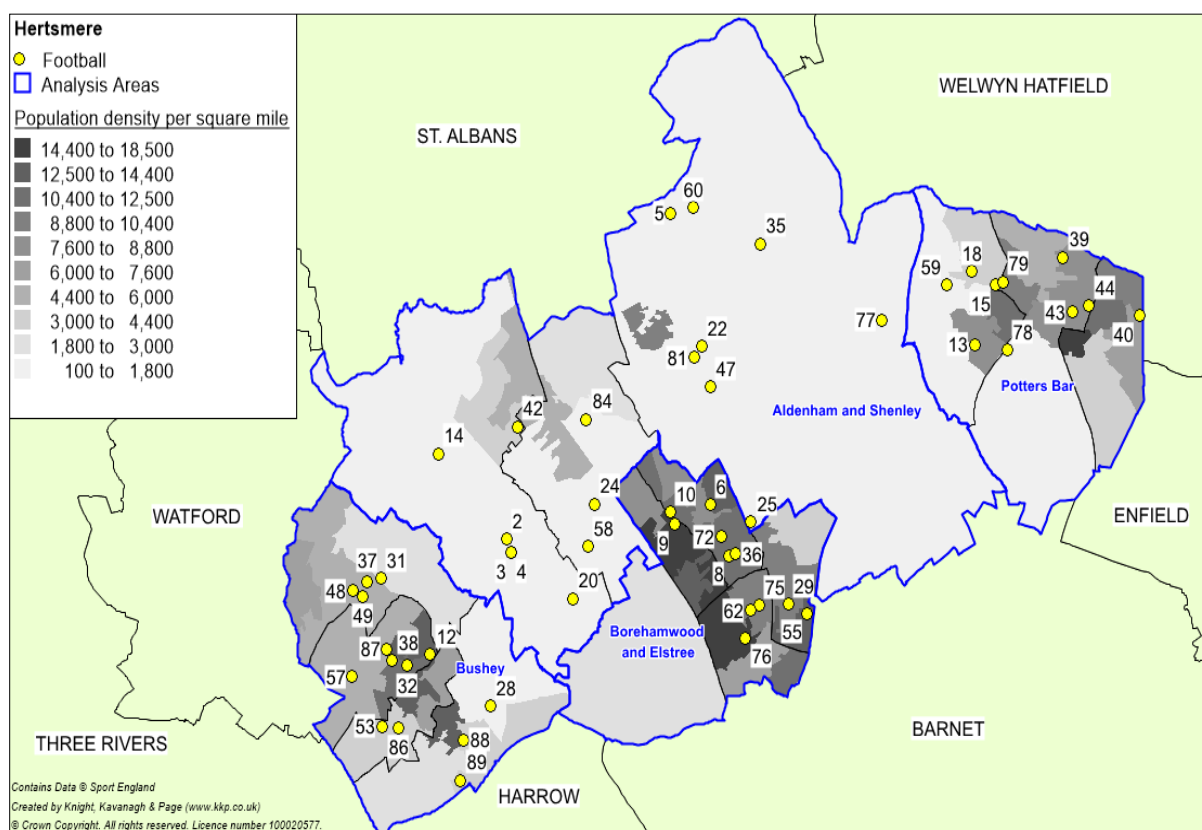 Hertsmere
Football
Analysis Areas
Population density per square mile
14,400 to 18,500
12,500 to 14,400
10,400 to 12,500
8,800 to 10,400
7,600 to 8,800
6,000 to 7,600
4,400 to 6,000
3,000 to 4,400
1,800 to 3,000
100 to 1,800
WELWYN HATFIELD
ST. ALBANS
60
5
35
39
18
79
59
44
15
43
77
40
22
78
13
81
47
Potters Bar
Aldenham and Shenley
84
42
14
6
10
24
25
WATFORD
ENFIELD
2
72
58
9
36
8
3 4
37 31
20
48
75 29
49
62
Borehamwood
and Elstree
55
12
38
87
76
Bushey
57
32
28
53
86
88
BARNET
THREE RIVERS
89
HARROW
Contains Data © Sport England
Created by Knight, Kavanagh & Page (www.kkp.co.uk)
© Crown Copyright. All rights reserved. Licence number 100020577.